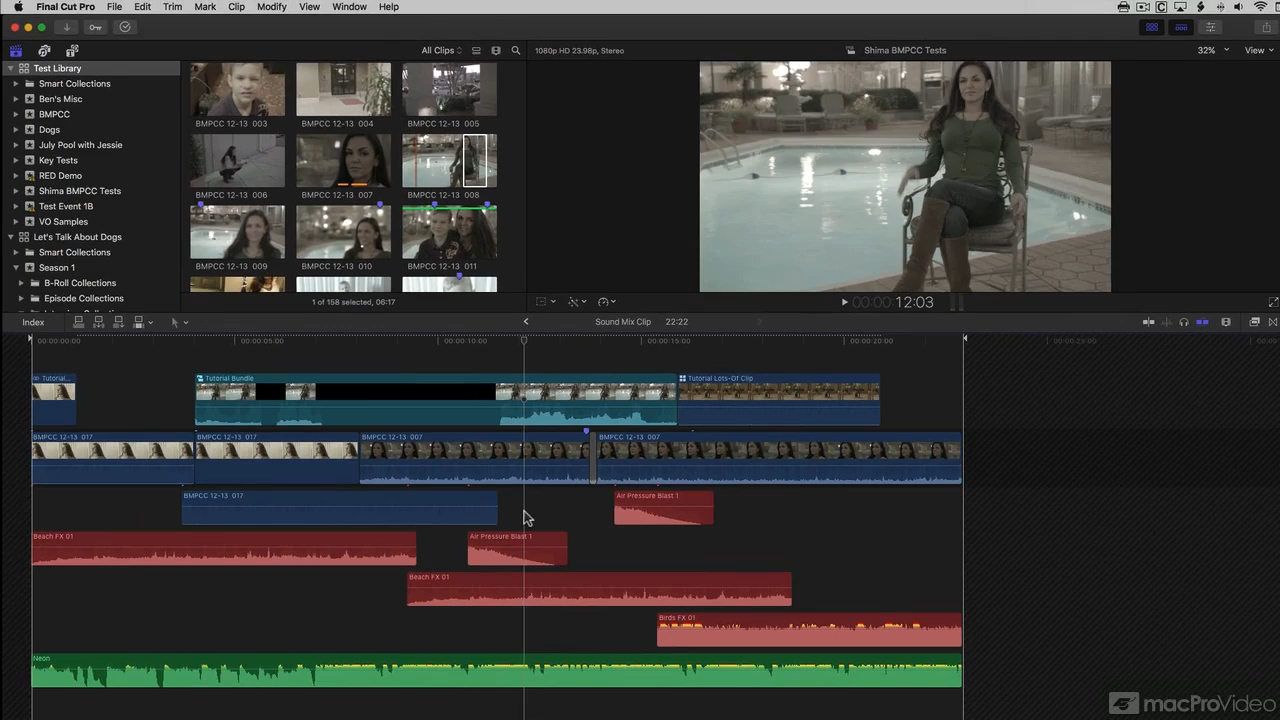 Final Cut Pro File Edit Trim Mark Clip Modify View Window Help
All Clips 1080p HD 23.98p, Stereo Shima BMPCC Tests 32% View
Test Library
Smart Collections
Ben's Misc
BMPCC
Dogs
July Pool with Jessie
Key Tests
RED Demo
Shima BMPCC Tests
Test Event 1B
VO Samples
Let's Talk About Dogs
Smart Collections
Season 1
B-Roll Collections
Episode Collections
BMPCC 12-13 003 BMPCC 12-13 004 BMPCC 12-13 005
BMPCC 12-13 006 BMPCC 12-13 007 BMPCC 12-13 008
BMPCC 12-13 009 BMPCC 12-13 010 BMPCC 12-13 011
1 of 158 selected, 06:17
00:00:12:03
Index Sound Mix Clip 22:22
00:00:00:00 00:00:05:00 00:00:10:00 00:00:15:00 00:00:20:00 00:00:25:00
Tutorial... Tutorial Bundle Tutorial Lots-Of Clip
BMPCC 12-13 017 BMPCC 12-13 017 BMPCC 12-13 007 BMPCC 12-13 007
BMPCC 12-13 017 Air Pressure Blast 1
Beach FX 01 Air Pressure Blast 1
Beach FX 01
Birds FX 01
Neon
macProVideo